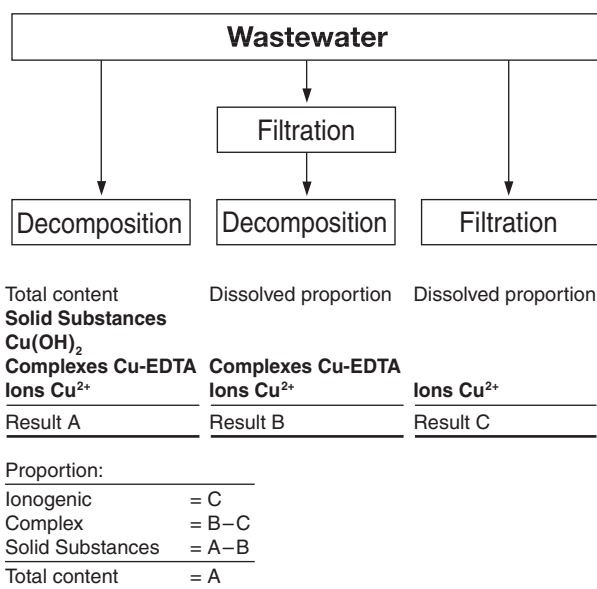 Wastewater
Filtration
Decomposition Decomposition Filtration
Total content Dissolved proportion Dissolved proportion
Solid Substances
Cu(OH)₂
Complexes Cu-EDTA Complexes Cu-EDTA
Ions Cu²⁺ Ions Cu²⁺ Ions Cu²⁺
Result A Result B Result C
Proportion:
Ionogenic = C
Complex = B–C
Solid Substances = A–B
Total content = A